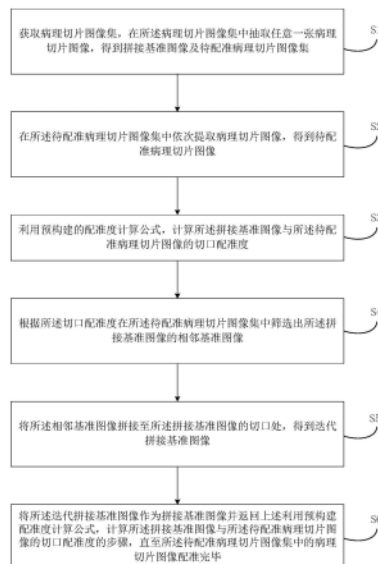 获取病理切片图像集，在所述病理切片图像集中抽取任意一张病理
切片图像，得到拼接基准图像及待配准病理切片图像集
S1
在所述待配准病理切片图像集中依次提取病理切片图像，得到待配
准病理切片图像
S2
利用预构建的配准度计算公式，计算所述拼接基准图像与所述待配
准病理切片图像的切口配准度
S3
根据所述切口配准度在所述待配准病理切片图像集中筛选出所述拼
接基准图像的相邻基准图像
将所述相邻基准图像拼接至所述拼接基准图像的切口处，得到迭代
拼接基准图像
S5
将所述迭代拼接基准图像作为拼接基准图像并返回上述利用预构建
配准度计算公式，计算所述拼接基准图像与所述待配准病理切片图
像的切口配准度的步骤，直至所述待配准病理切片图像集中的病理
切片图像配准完毕